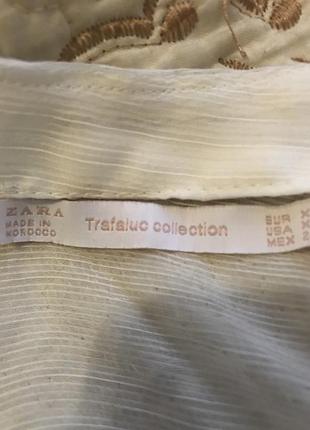 ZARA
MADE IN
MOROCCO
Trafaluc collection
EUR
USA
MEX